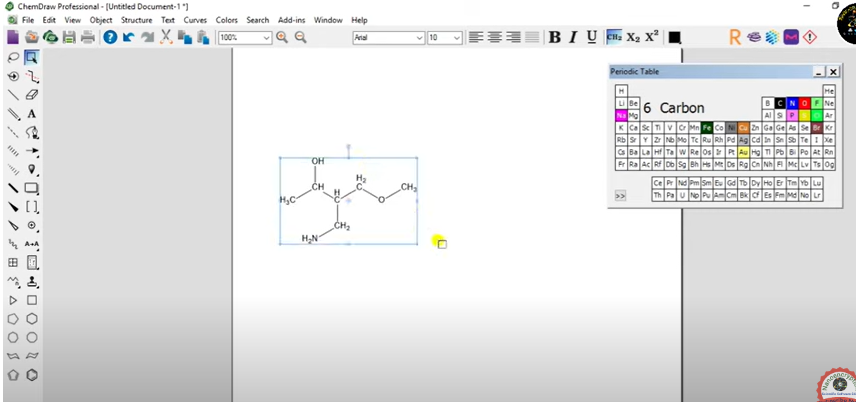 ChemDraw Professional - [Untitled Document-1 *]
File Edit View Object Structure Text Curves Colors Search Add-ins Window Help
100% Arial 10 B I U CH₂ X₂ X²
A
A→A
Periodic Table
6 Carbon
H He
Li Be B C N O F Ne
Na Mg Al Si P S Cl Ar
K Ca Sc Ti V Cr Mn Fe Co Ni Cu Zn Ga Ge As Se Br Kr
Rb Sr Y Zr Nb Mo Tc Ru Rh Pd Ag Cd In Sn Sb Te I Xe
Cs Ba Lu Hf Ta W Re Os Ir Pt Au Hg Tl Pb Bi Po At Rn
Fr Ra Lr Rf Db Sg Bh Hs Mt Ds Rg Cn Nh Fl Mc Lv Ts Og
>> Ce Pr Nd Pm Sm Eu Gd Tb Dy Ho Er Tm Yb La
Th Pa U Np Pu Am Cm Bk Cf Es Fm Md No Ac
OH
H₂
CH H CH₃
H₃C C O
CH₂
H₂N